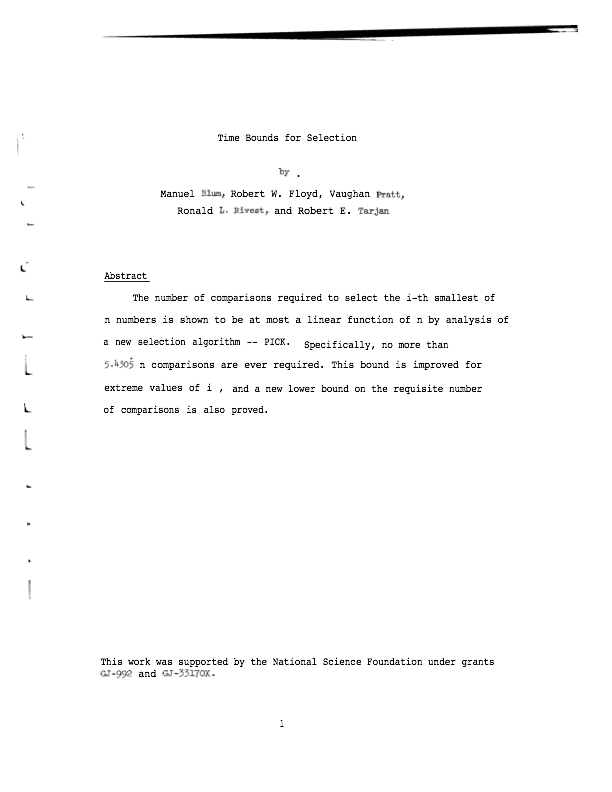 Time Bounds for Selection
by .
Manuel Blum, Robert W. Floyd, Vaughan Pratt,
Ronald L. Rivest, and Robert E. Tarjan
Abstract
The number of comparisons required to select the i-th smallest of
n numbers is shown to be at most a linear function of n by analysis of
a new selection algorithm -- PICK. Specifically, no more than
5.4305 n comparisons are ever required. This bound is improved for
extreme values of i , and a new lower bound on the requisite number
of comparisons is also proved.
This work was supported by the National Science Foundation under grants
GJ-992 and GJ-33170X.
1